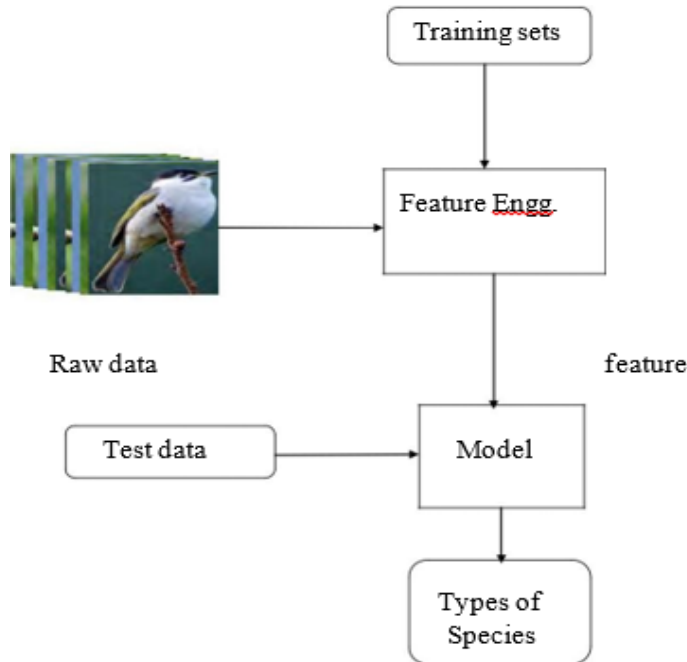 Training sets
Feature Engg.
Raw data
feature
Test data
Model
Types of
Species